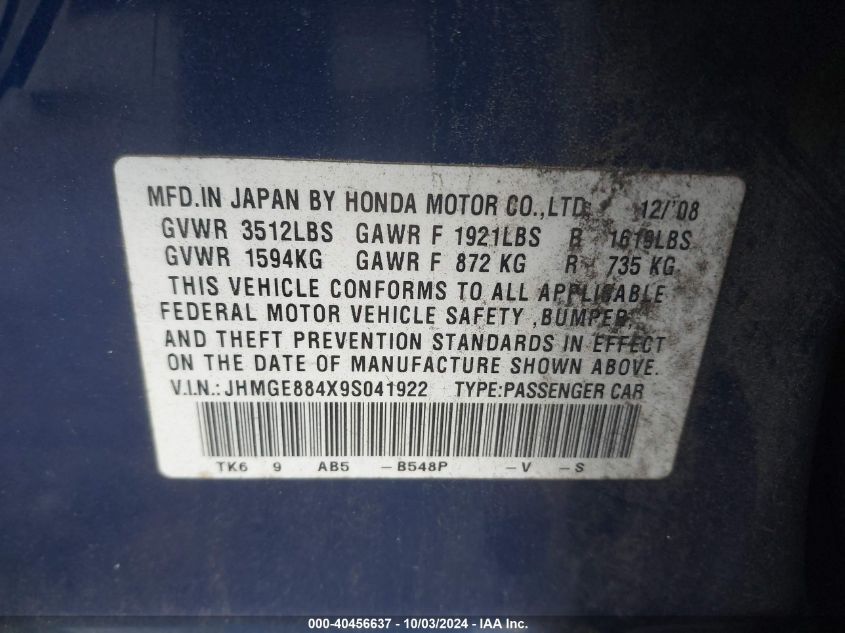 MFD.IN JAPAN BY HONDA MOTOR CO.,LTD. 12/'08
GVWR 3512LBS GAWR F 1921LBS R 1619LBS
GVWR 1594KG GAWR F 872 KG R 735 KG
THIS VEHICLE CONFORMS TO ALL APPLICABLE
FEDERAL MOTOR VEHICLE SAFETY ,BUMPER,
AND THEFT PREVENTION STANDARDS IN EFFECT
ON THE DATE OF MANUFACTURE SHOWN ABOVE.
V.I.N.: JHMGE884X9S041922 TYPE:PASSENGER CAR
TK6 9 AB5 -B548P -V -S
000-40456637 - 10/03/2024 - IAA, Inc.